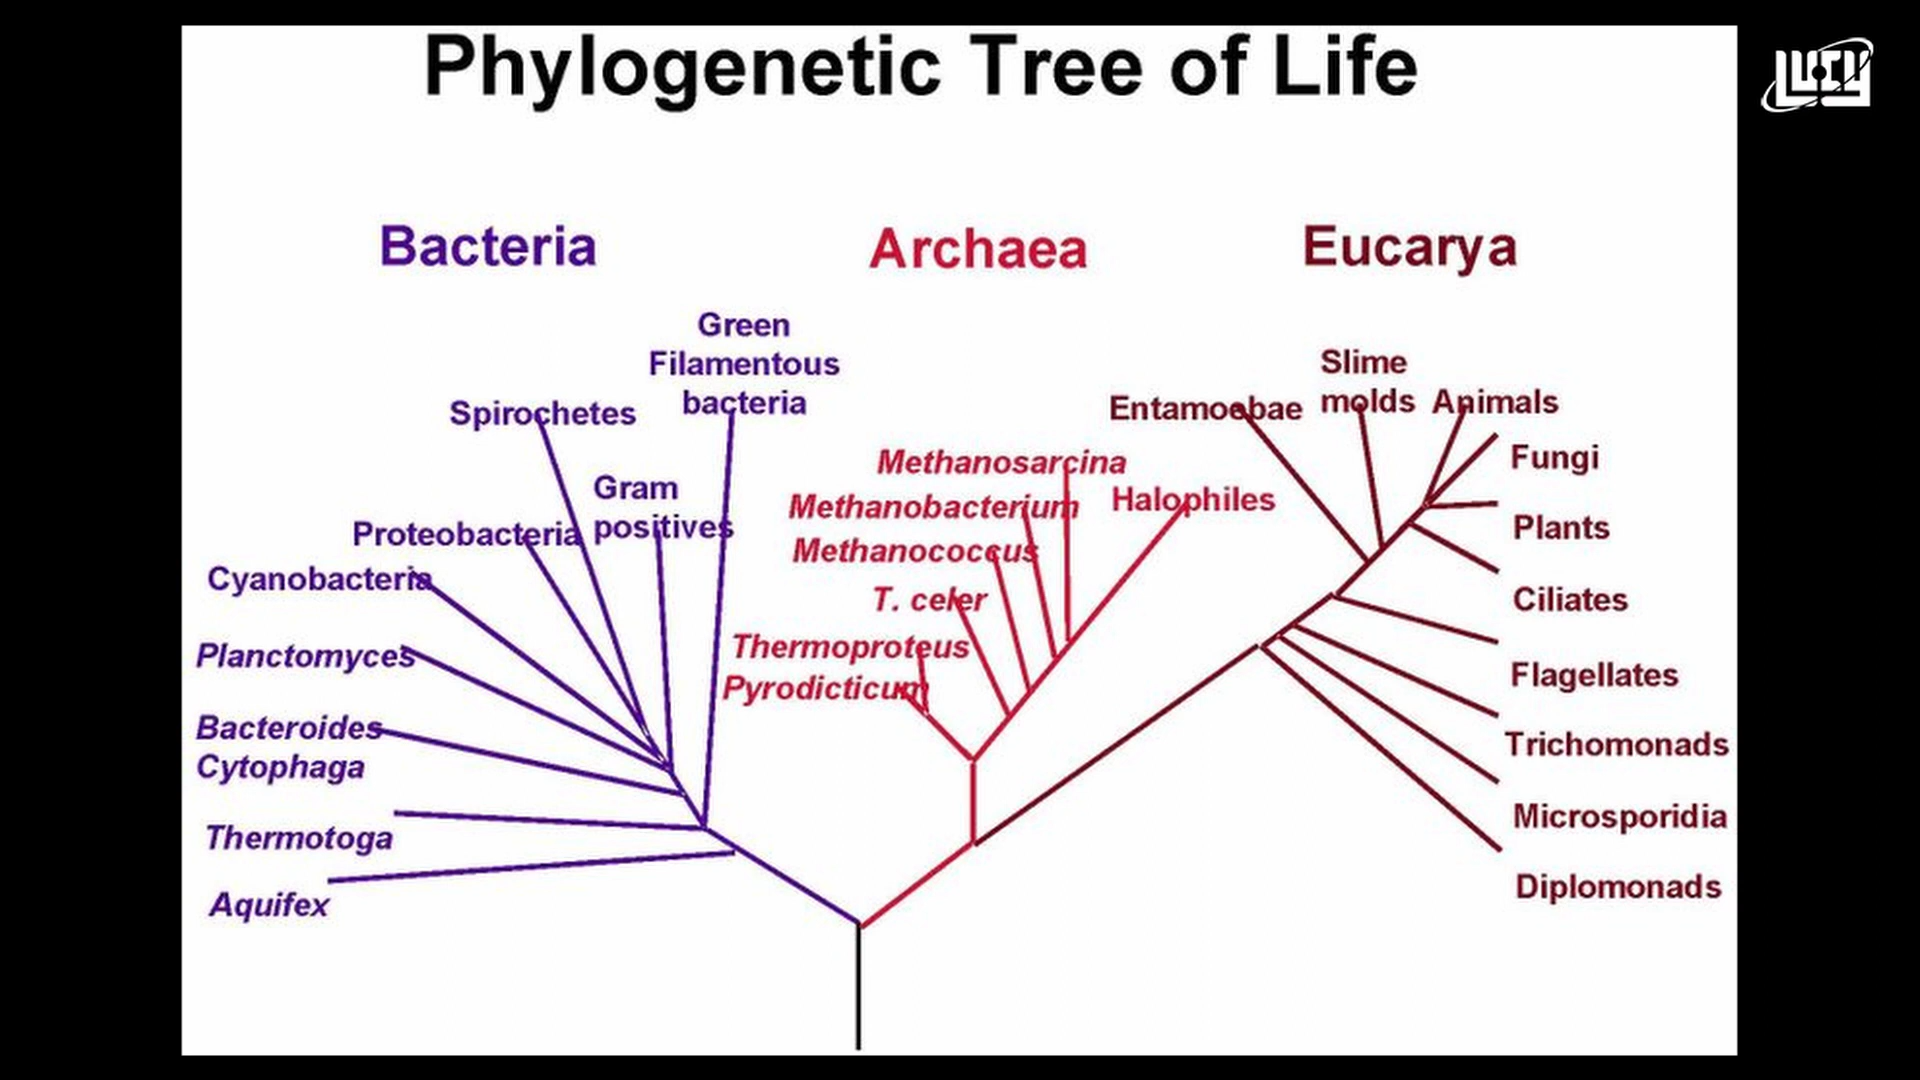 Phylogenetic Tree of Life
LUCY
Bacteria
Archaea
Eucarya
Green
Filamentous
bacteria
Spirochetes
Gram
positives
Proteobacteria
Cyanobacteria
Planctomyces
Bacteroides
Cytophaga
Thermotoga
Aquifex
Methanosarcina
Methanobacterium
Halophiles
Methanococcus
T. celer
Thermoproteus
Pyrodicticum
Entamoebae
Slime
molds
Animals
Fungi
Plants
Ciliates
Flagellates
Trichomonads
Microsporidia
Diplomonads